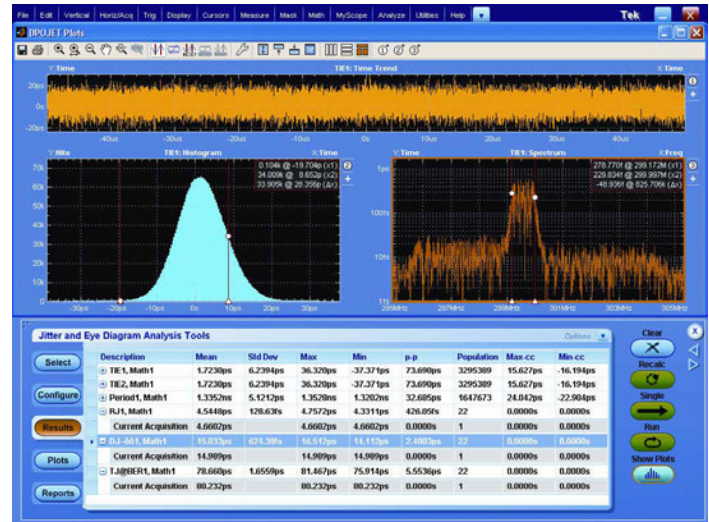 File Edit Vertical Horiz/Acq Trig Display Cursors Measure Mask Math MyScope Analyze Utilities Help Tek
DPOJET Plots
Y:Time TIE1: Time Trend X:Time
20ps
0s
-20ps
-40us -30us -20us -10us 0s 10us 20us 30us 40us
Y:Hits TIE1: Histogram X:Time
0.104k @ -19.704p (x1)
34.009k @ 8.652p (x2)
33.905k @ 28.356p (Δx)
70k
60k
50k
40k
30k
20k
10k
0
-30ps -20ps -10ps 0s 10ps 20ps 30ps
Y:Time TIE1: Spectrum X:Freq
278.770f @ 299.172M (x1)
229.834f @ 299.997M (x2)
-48.936f @ 825.706k (Δx)
1ps
100fs
10fs
1fs
295MHz 297MHz 299MHz 301MHz 303MHz 305MHz
Jitter and Eye Diagram Analysis Tools Options
Description Mean Std Dev Max Min p-p Population Max-cc Min-cc
TIE1, Math1 1.7230ps 6.2394ps 36.320ps -37.371ps 73.690ps 3295389 15.627ps -16.194ps
TIE2, Math1 1.7230ps 6.2394ps 36.320ps -37.371ps 73.690ps 3295389 15.627ps -16.194ps
Period1, Math1 1.3352ns 5.1212ps 1.3520ns 1.3202ns 32.685ps 1647673 24.042ps -22.904ps
RJ1, Math1 4.5448ps 128.63fs 4.7572ps 4.3311ps 426.05fs 22 0.0000s 0.0000s
Current Acquisition 4.6602ps 4.6602ps 4.6602ps 0.0000s 1 0.0000s 0.0000s
DJ-δδ1, Math1 15.033ps 624.38fs 16.512ps 14.112ps 2.4003ps 22 0.0000s 0.0000s
Current Acquisition 14.989ps 14.989ps 14.989ps 0.0000s 1 0.0000s 0.0000s
TJ@BER1, Math1 78.660ps 1.6559ps 81.467ps 75.914ps 5.5536ps 22 0.0000s 0.0000s
Current Acquisition 80.232ps 80.232ps 80.232ps 0.0000s 1 0.0000s 0.0000s
Select
Configure
Results
Plots
Reports
Clear
Recalc
Single
Run
Show Plots